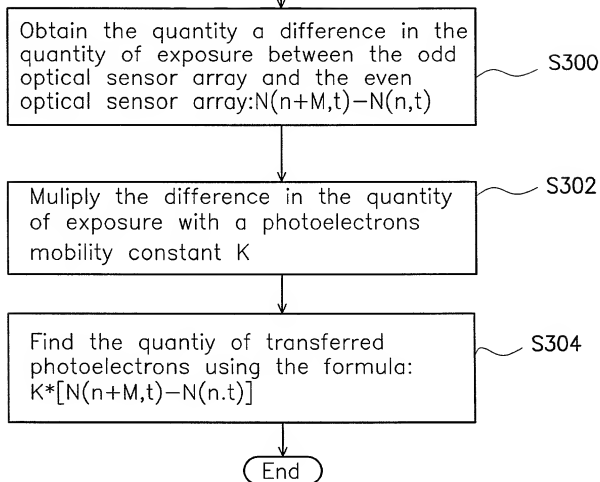 Obtain the quantity a difference in the
quantity of exposure between the odd
optical sensor array and the even
optical sensor array:N(n+M,t)−N(n,t)
S300
Muliply the difference in the quantity
of exposure with a photoelectrons
mobility constant K
S302
Find the quantiy of transferred
photoelectrons using the formula:
K*[N(n+M,t)−N(n.t)]
S304
End